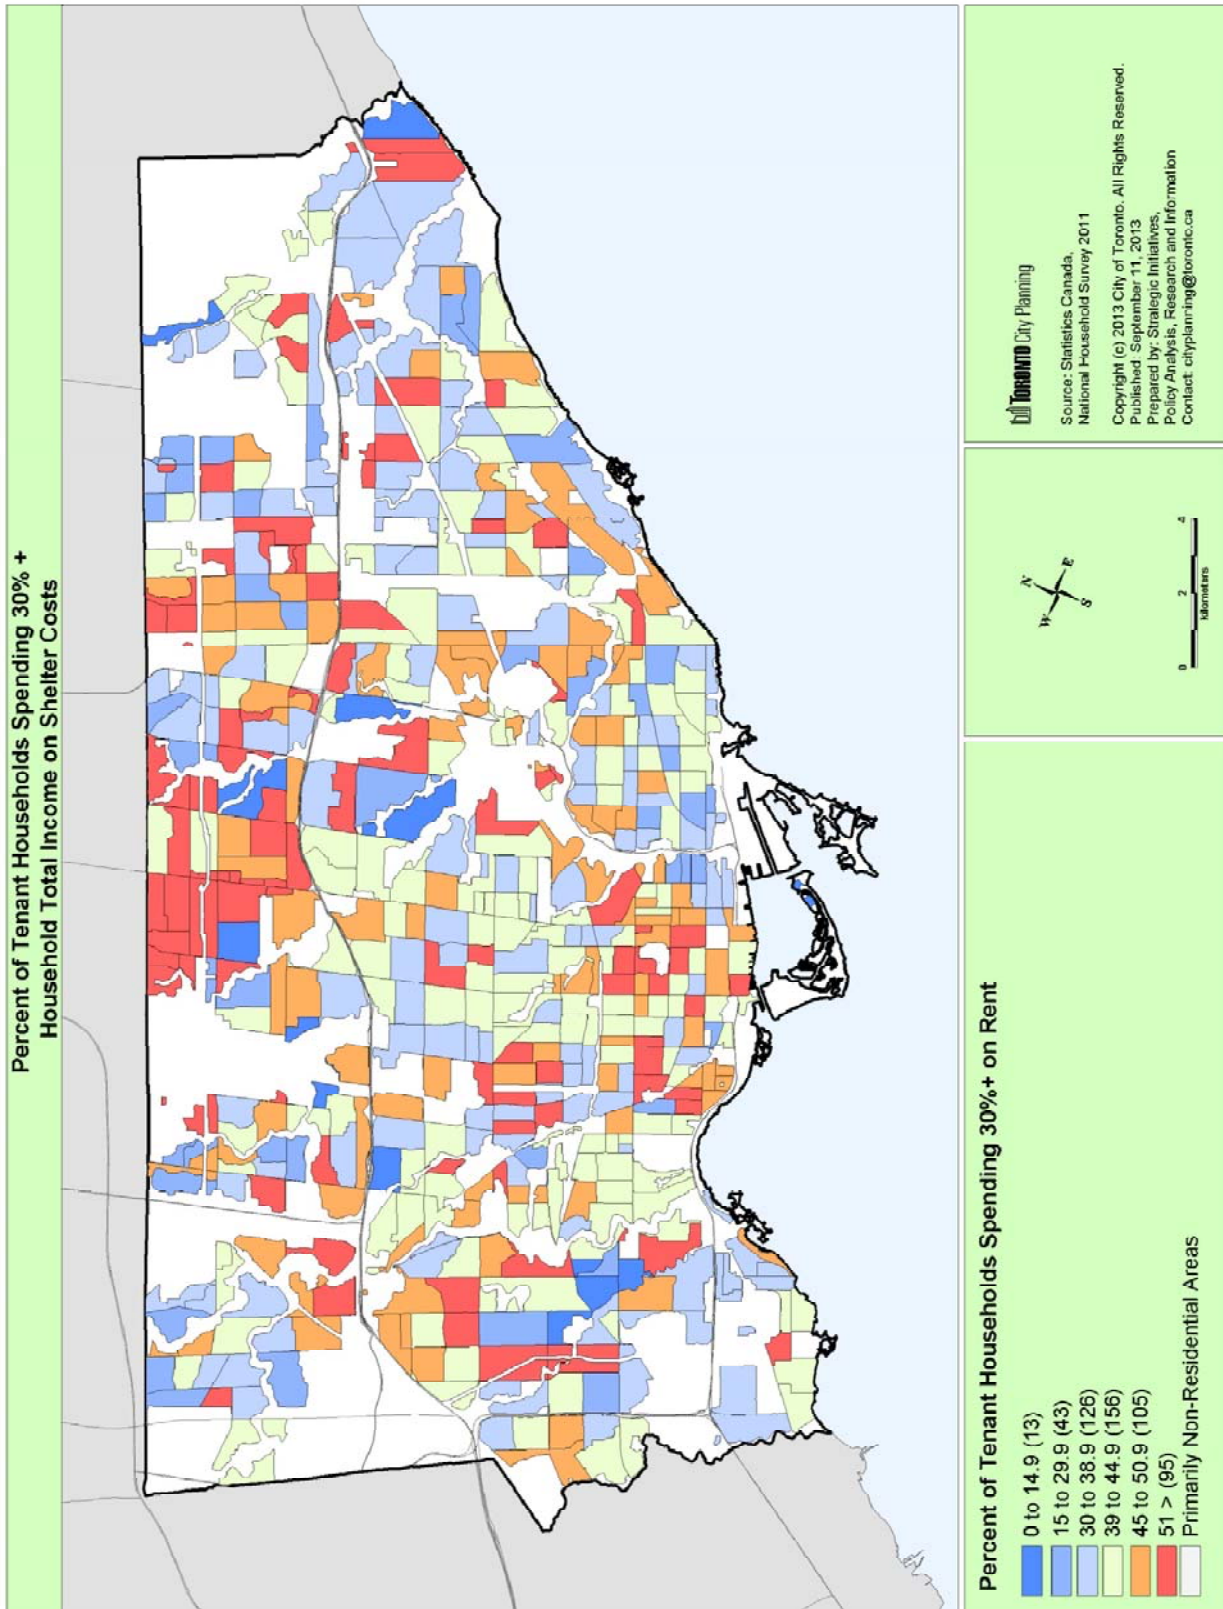 Percent of Tenant Households Spending 30% +
Household Total Income on Shelter Costs
Percent of Tenant Households Spending 30%+ on Rent
0 to 14.9 (13)
15 to 29.9 (43)
30 to 38.9 (126)
39 to 44.9 (156)
45 to 50.9 (105)
51 > (95)
Primarily Non-Residential Areas
N
W
E
S
0 2 4
kilometers
TORONTO City Planning
Source: Statistics Canada,
National Household Survey 2011
Copyright (c) 2013 City of Toronto. All Rights Reserved.
Published: September 11, 2013
Prepared by: Strategic Initiatives,
Policy Analysis, Research and Information
Contact: cityplanning@toronto.ca